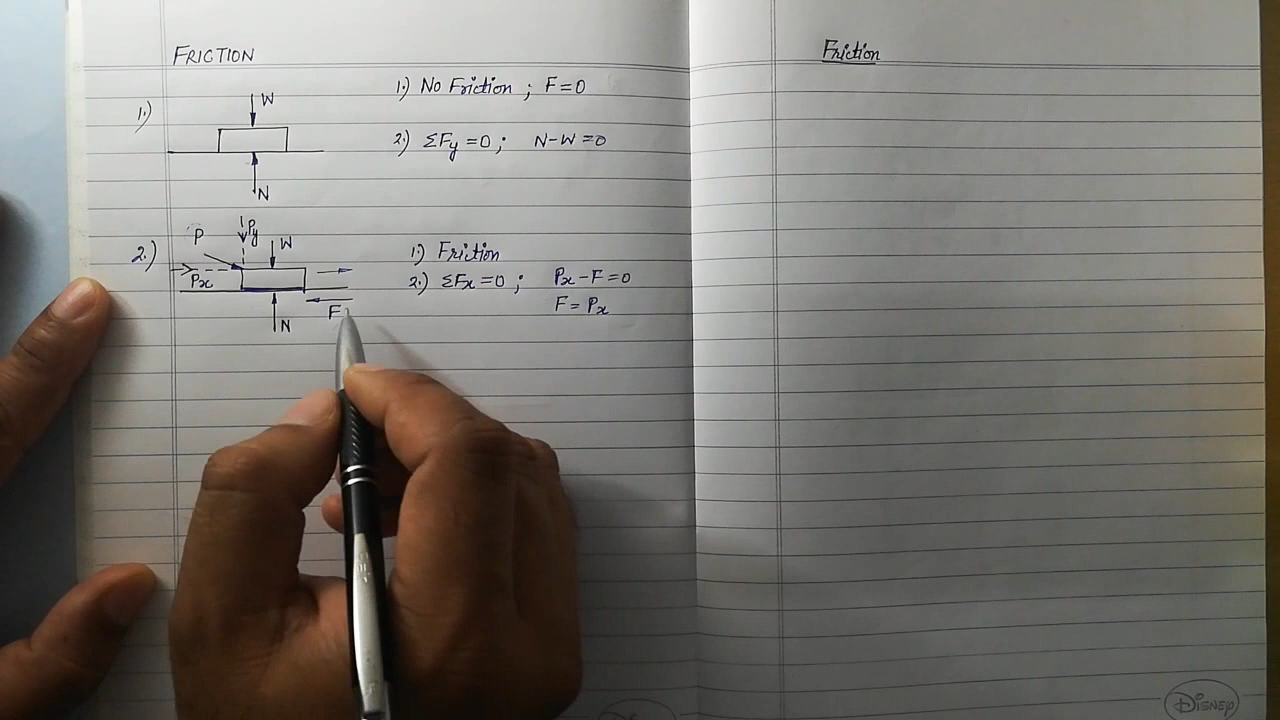 FRICTION
1.)
W
N
1.) No Friction ; F = 0
2.) ΣFy = 0 ; N - W = 0
2.)
P
Py
W
Px
N
F
1.) Friction
2.) ΣFx = 0 ; Px - F = 0
F = Px
Friction
DISNEY